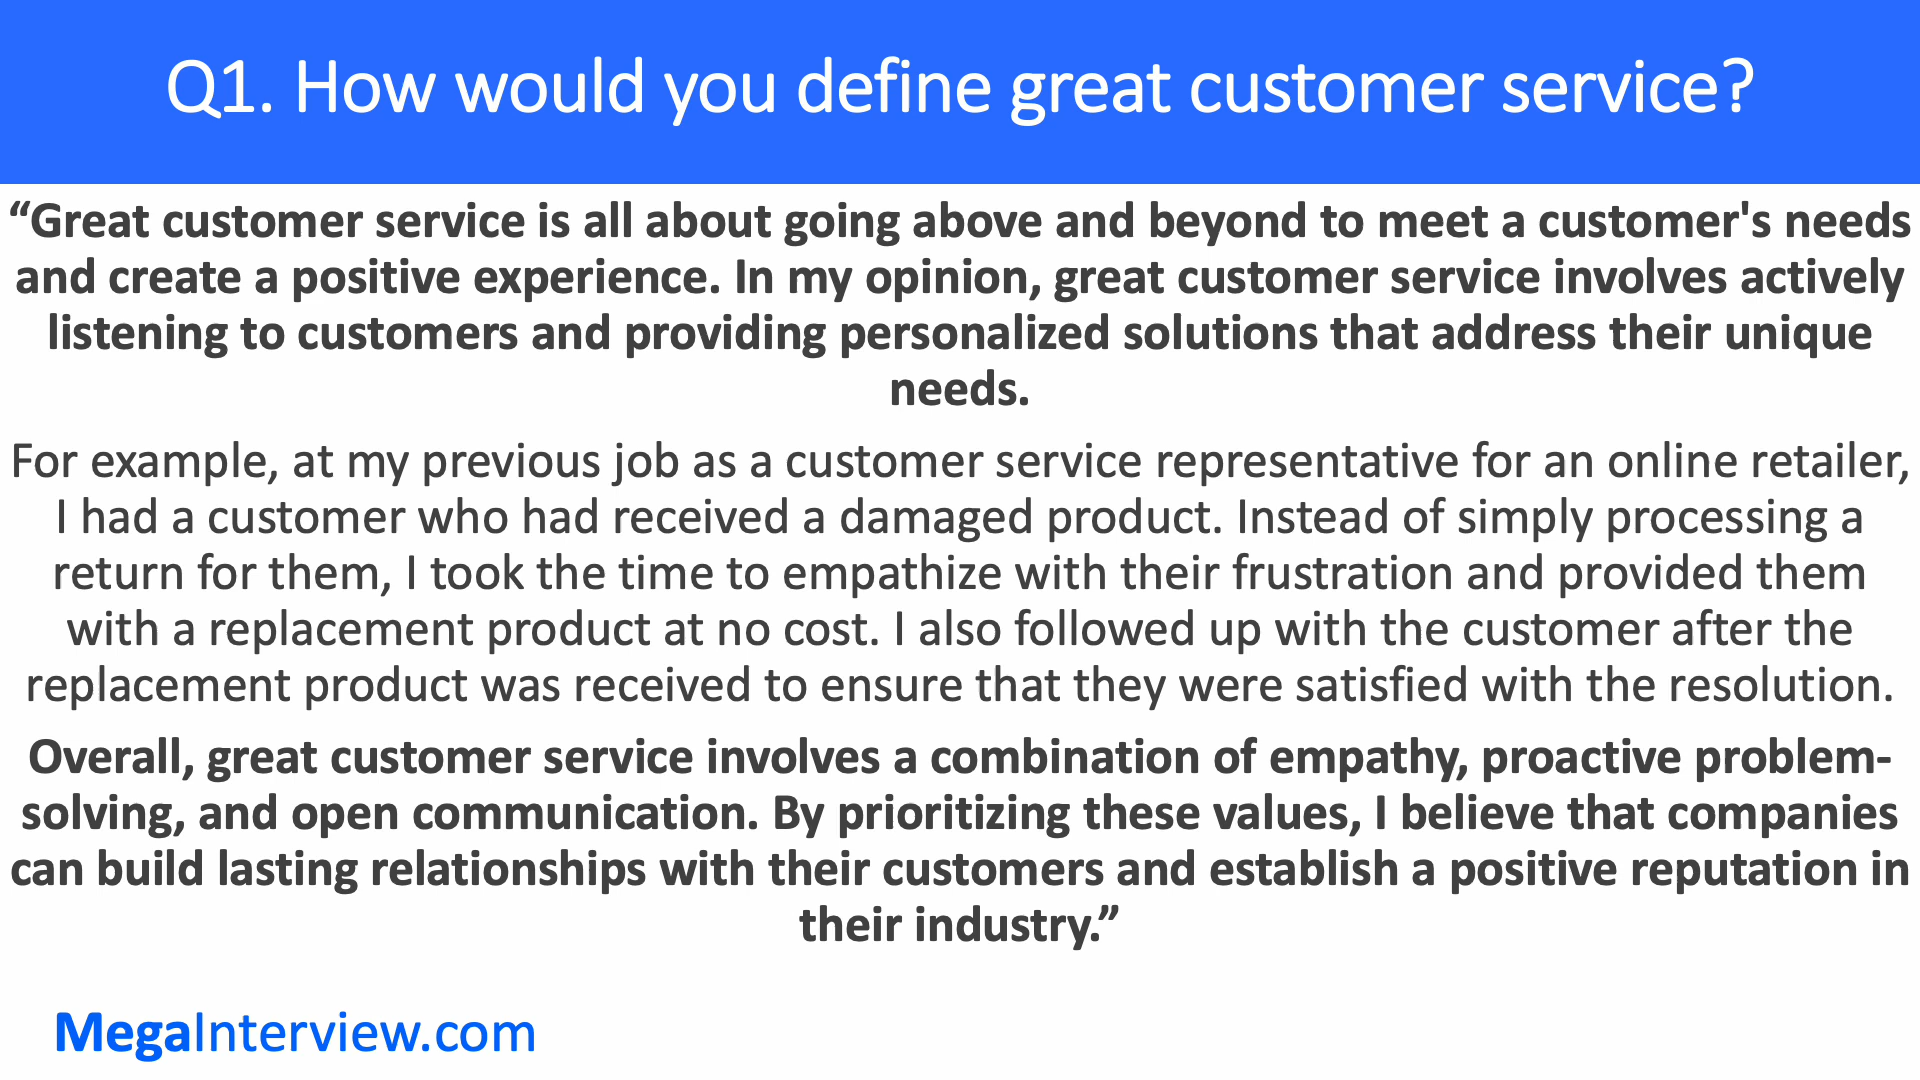 Q1. How would you define great customer service?
“Great customer service is all about going above and beyond to meet a customer's needs
and create a positive experience. In my opinion, great customer service involves actively
listening to customers and providing personalized solutions that address their unique
needs.
For example, at my previous job as a customer service representative for an online retailer,
I had a customer who had received a damaged product. Instead of simply processing a
return for them, I took the time to empathize with their frustration and provided them
with a replacement product at no cost. I also followed up with the customer after the
replacement product was received to ensure that they were satisfied with the resolution.
Overall, great customer service involves a combination of empathy, proactive problem-
solving, and open communication. By prioritizing these values, I believe that companies
can build lasting relationships with their customers and establish a positive reputation in
their industry.”
MegaInterview.com